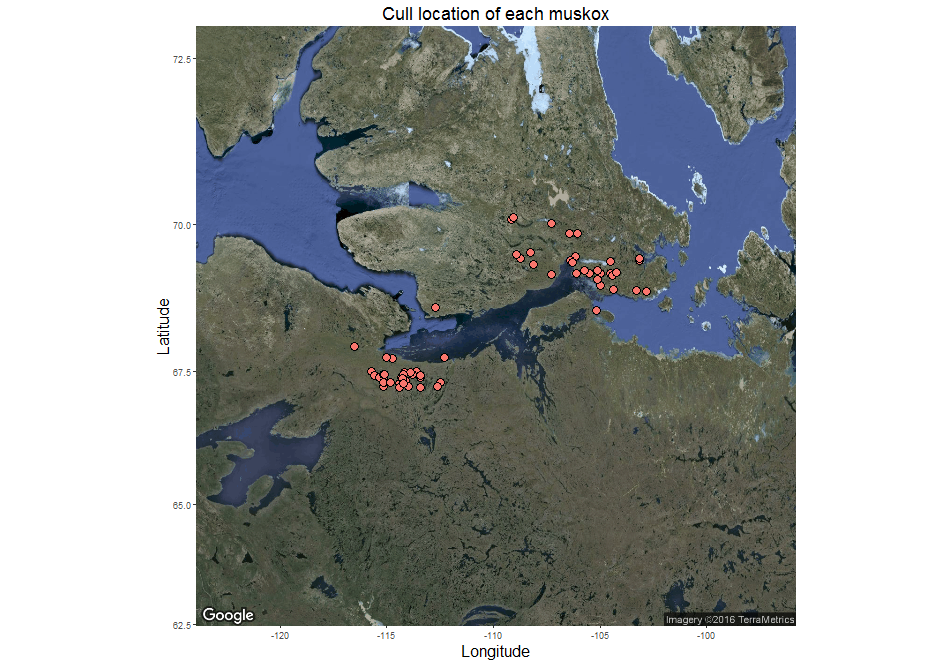 Cull location of each muskox
72.5
70.0
Latitude
67.5
65.0
62.5
Google
Imagery ©2016 TerraMetrics
-120 -115 -110 -105 -100
Longitude